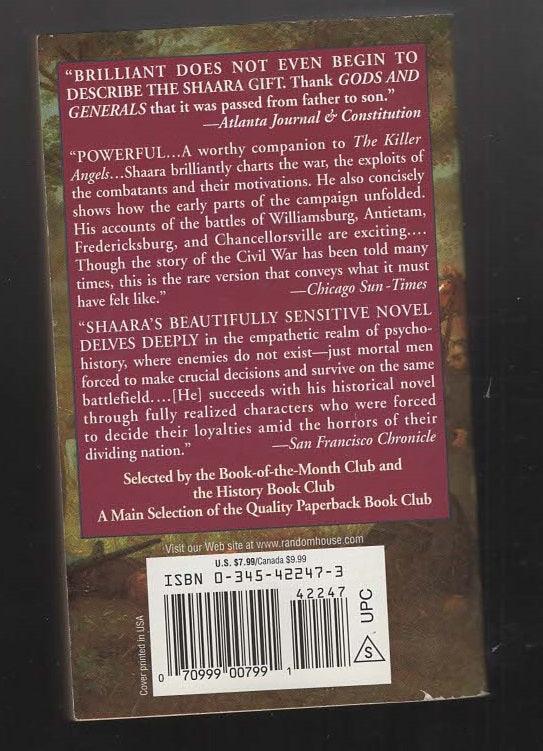 “BRILLIANT DOES NOT EVEN BEGIN TO
DESCRIBE THE SHAARA GIFT. Thank GODS AND
GENERALS that it was passed from father to son.”
—Atlanta Journal & Constitution
“POWERFUL...A worthy companion to The Killer
Angels...Shaara brilliantly charts the war, the exploits of
the combatants and their motivations. He also concisely
shows how the early parts of the campaign unfolded.
His accounts of the battles of Williamsburg, Antietam,
Fredericksburg, and Chancellorsville are exciting....
Though the story of the Civil War has been told many
times, this is the rare version that conveys what it must
have felt like.”
—Chicago Sun-Times
“SHAARA’S BEAUTIFULLY SENSITIVE NOVEL
DELVES DEEPLY in the empathetic realm of psycho-
history, where enemies do not exist—just mortal men
forced to make crucial decisions and survive on the same
battlefield....[He] succeeds with his historical novel
through fully realized characters who were forced
to decide their loyalties amid the horrors of their
dividing nation.”
—San Francisco Chronicle
Selected by the Book-of-the-Month Club and
the History Book Club
A Main Selection of the Quality Paperback Book Club
Visit our Web site at www.randomhouse.com
U.S. $7.99/Canada $9.99
ISBN 0-345-42247-3
42247
0 70999 00799 1
UPC
S
Cover printed in USA